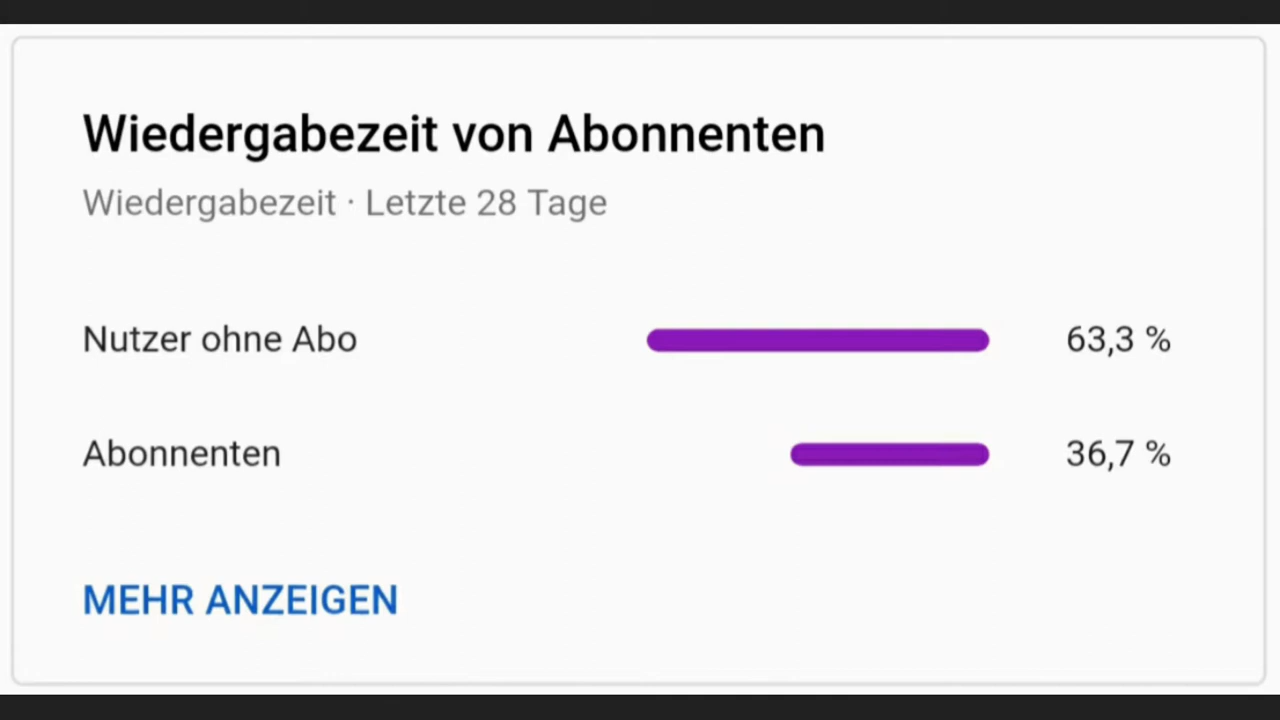 Wiedergabezeit von Abonnenten
Wiedergabezeit · Letzte 28 Tage
Nutzer ohne Abo 63,3 %
Abonnenten 36,7 %
MEHR ANZEIGEN